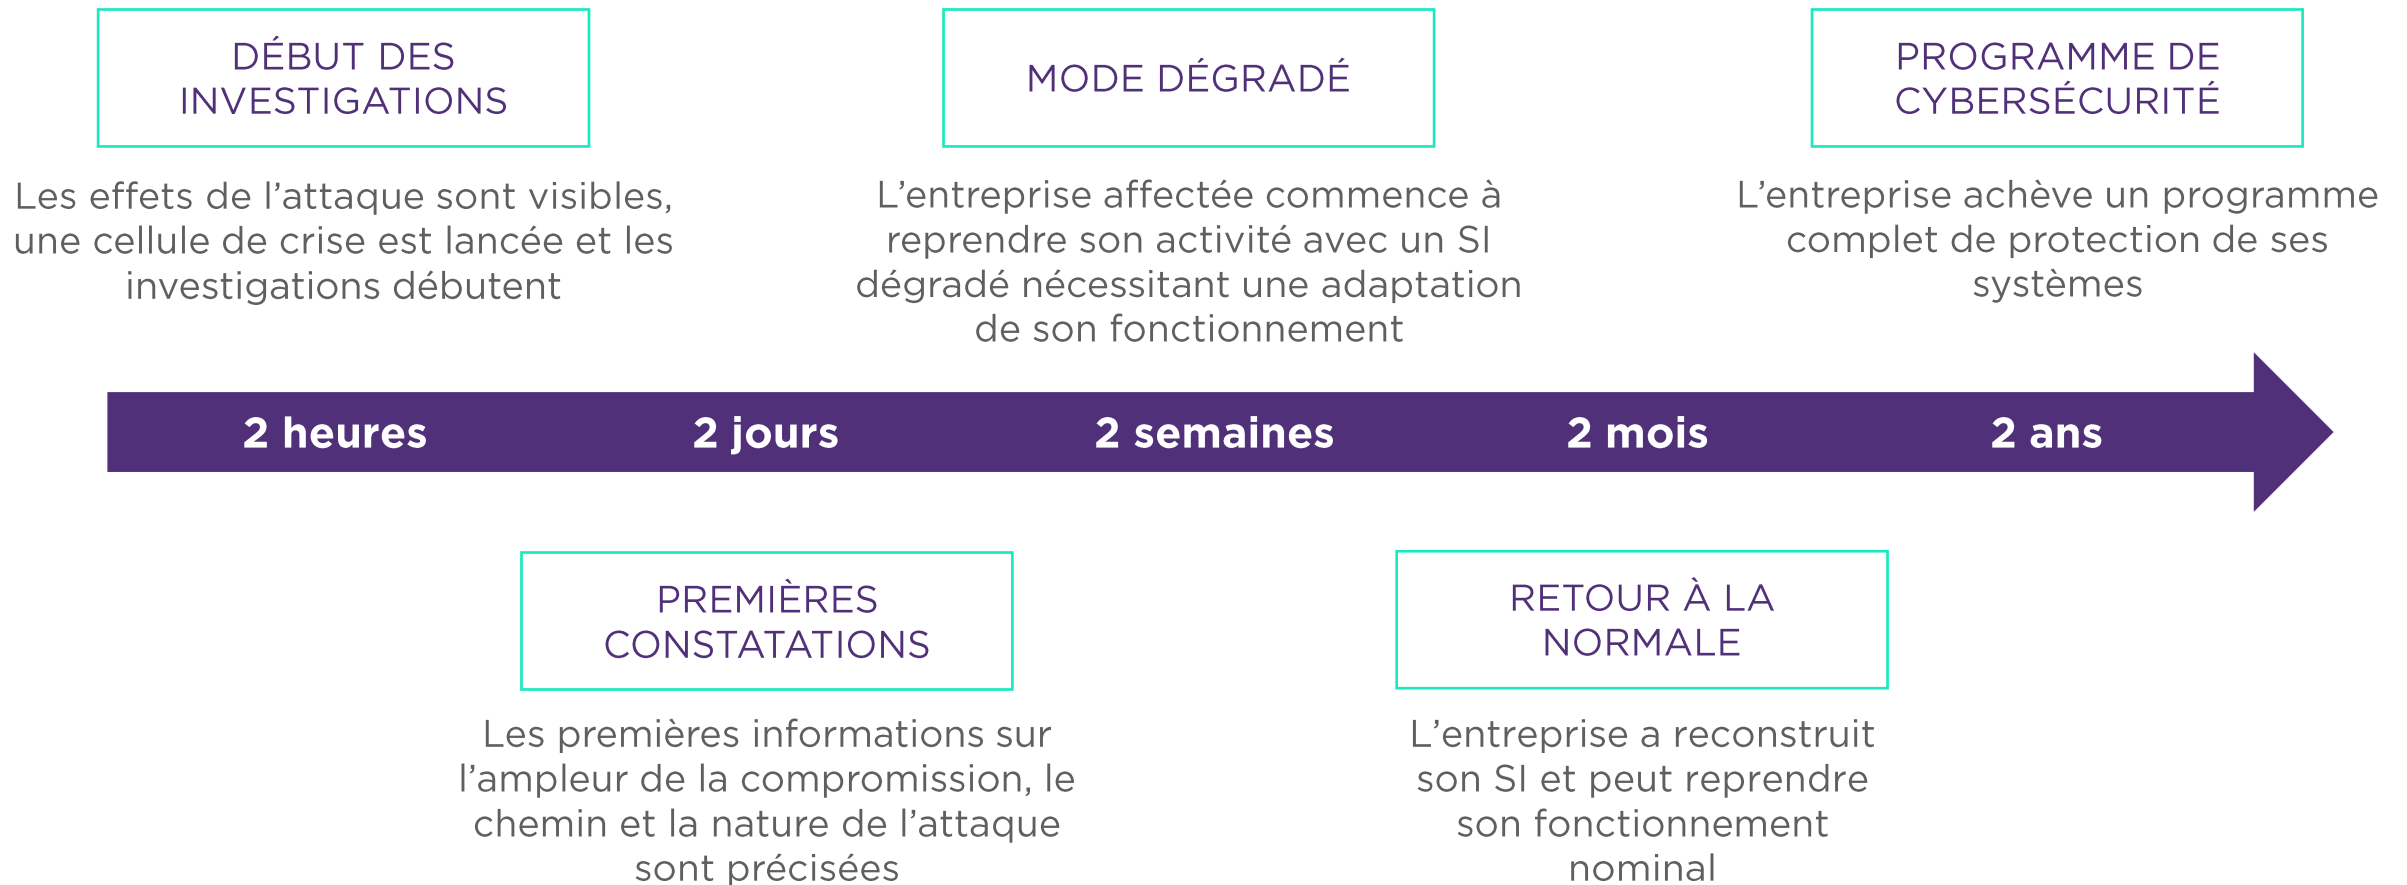 DÉBUT DES
INVESTIGATIONS
Les effets de l’attaque sont visibles,
une cellule de crise est lancée et les
investigations débutent
MODE DÉGRADÉ
L’entreprise affectée commence à
reprendre son activité avec un SI
dégradé nécessitant une adaptation
de son fonctionnement
PROGRAMME DE
CYBERSÉCURITÉ
L’entreprise achève un programme
complet de protection de ses
systèmes
2 heures
2 jours
2 semaines
2 mois
2 ans
PREMIÈRES
CONSTATATIONS
Les premières informations sur
l’ampleur de la compromission, le
chemin et la nature de l’attaque
sont précisées
RETOUR À LA
NORMALE
L’entreprise a reconstruit
son SI et peut reprendre
son fonctionnement
nominal